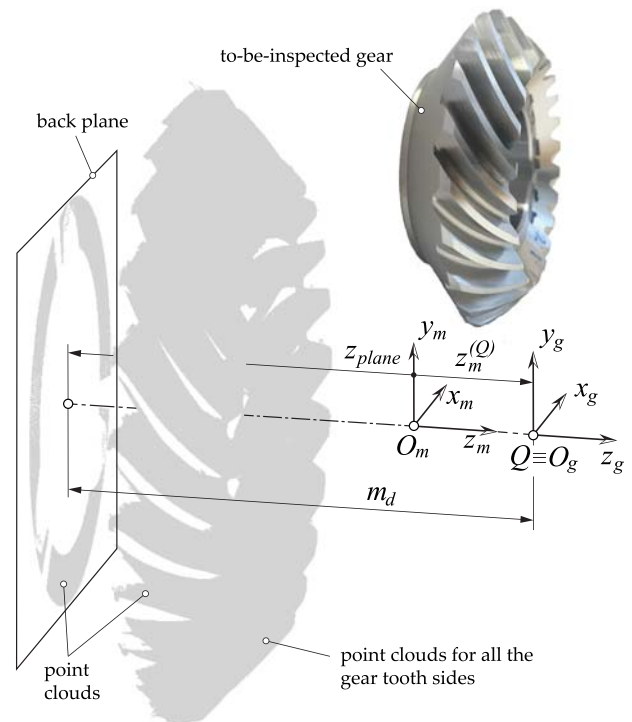 to-be-inspected gear
back plane
y_m
y_g
z_plane
z_m^(Q)
x_m
x_g
O_m
z_m
Q≡O_g
z_g
m_d
point
clouds
point clouds for all the
gear tooth sides